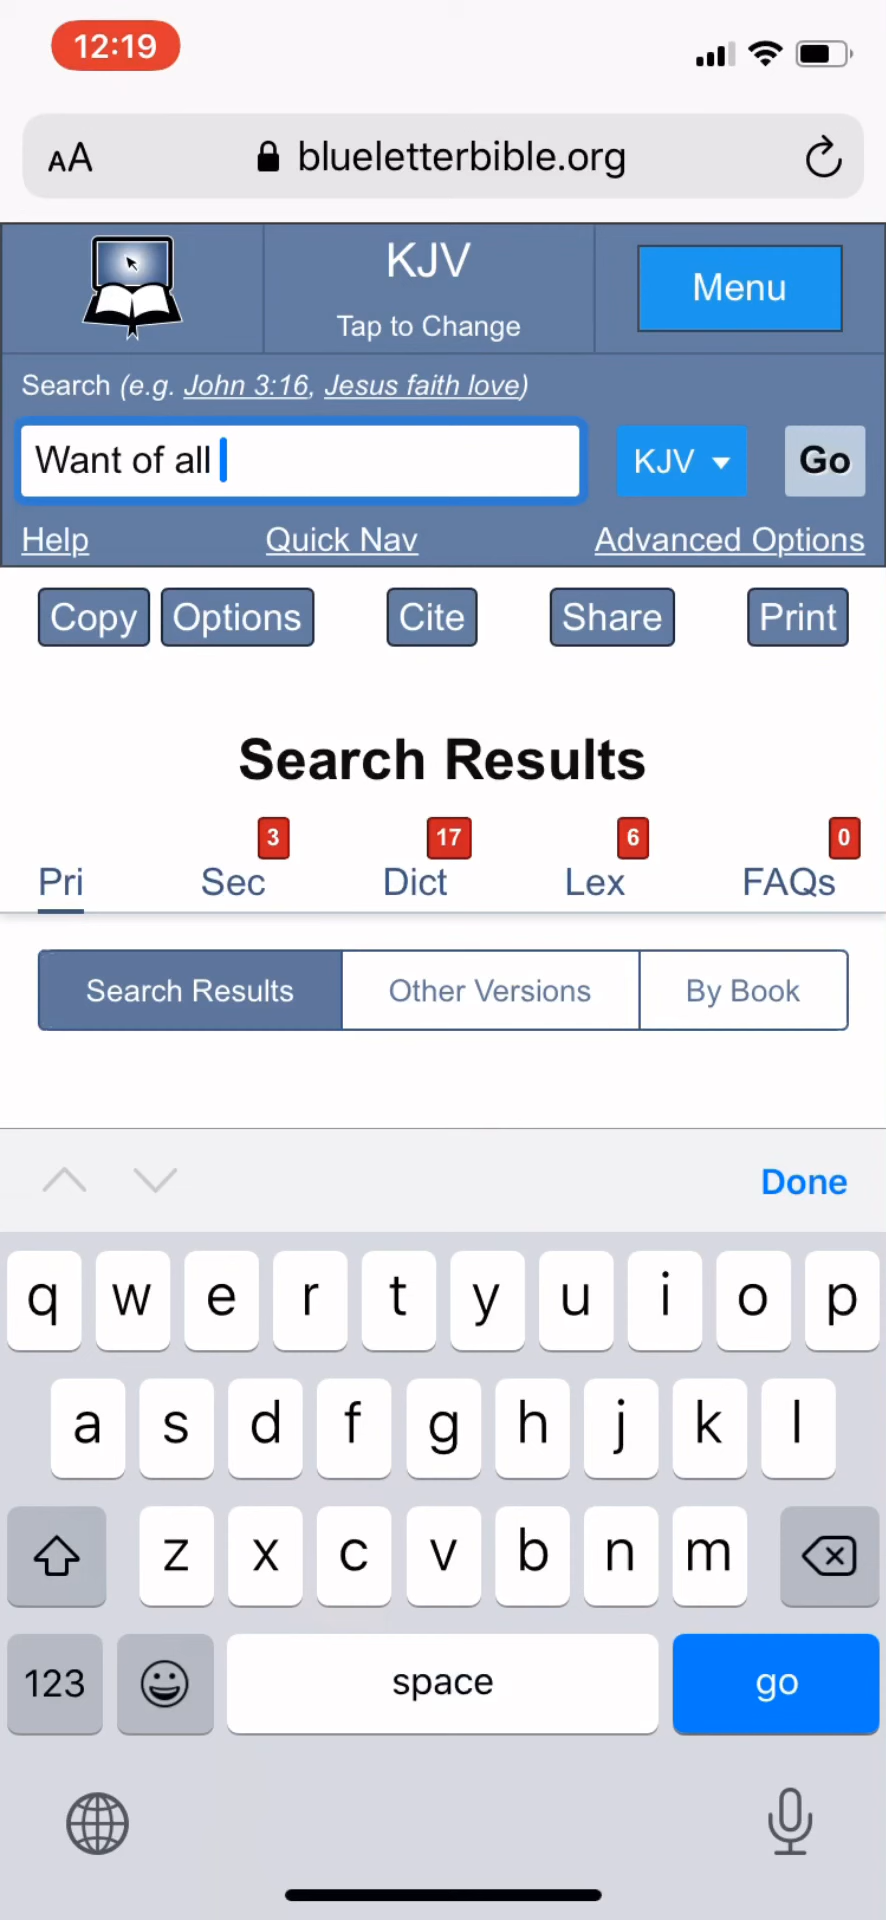 12:19
AA blueletterbible.org
KJV
Tap to Change
Menu
Search (e.g. John 3:16, Jesus faith love)
Want of all
KJV
Go
Help Quick Nav Advanced Options
Copy Options Cite Share Print
Search Results
3 17 6 0
Pri Sec Dict Lex FAQs
Search Results Other Versions By Book
Done
q w e r t y u i o p
a s d f g h j k l
z x c v b n m
123 space go